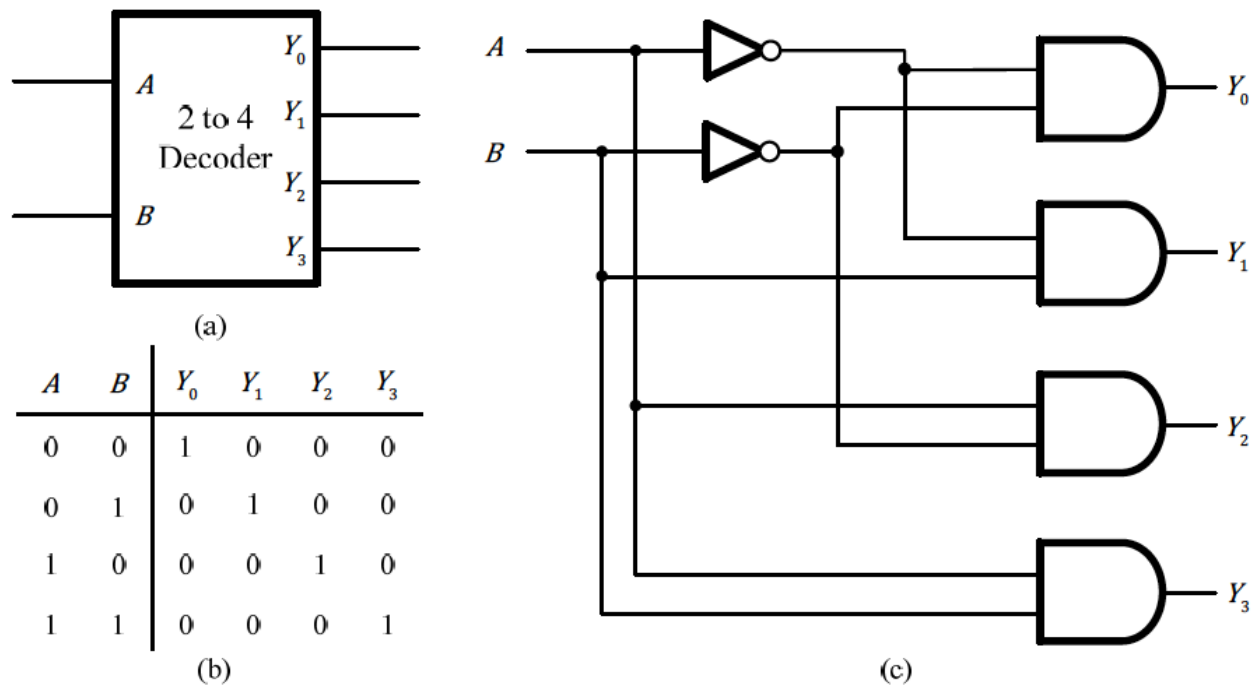 A
B
2 to 4
Decoder
Y0
Y1
Y2
Y3
(a)
A B Y0 Y1 Y2 Y3
0 0 1 0 0 0
0 1 0 1 0 0
1 0 0 0 1 0
1 1 0 0 0 1
(b)
A
B
Y0
Y1
Y2
Y3
(c)